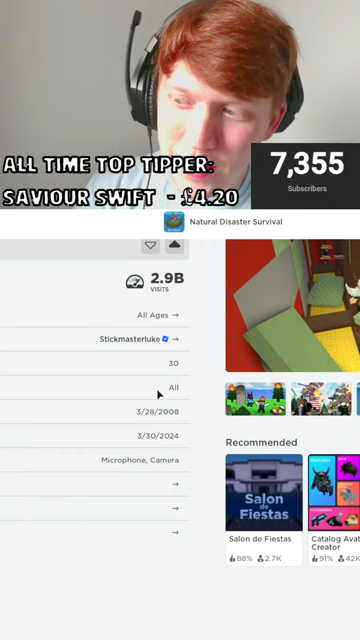 ALL TIME TOP TIPPER:
SAVIOUR SWIFT - £4.20
7,355
Subscribers
Natural Disaster Survival
2.9B
VISITS
All Ages →
Stickmasterluke →
30
All
3/28/2008
3/30/2024
Microphone, Camera
→
→
→
Recommended
Salon de Fiestas
Salon de Fiestas
88% 2.7K
Catalog Avat
Creator
91% 42K